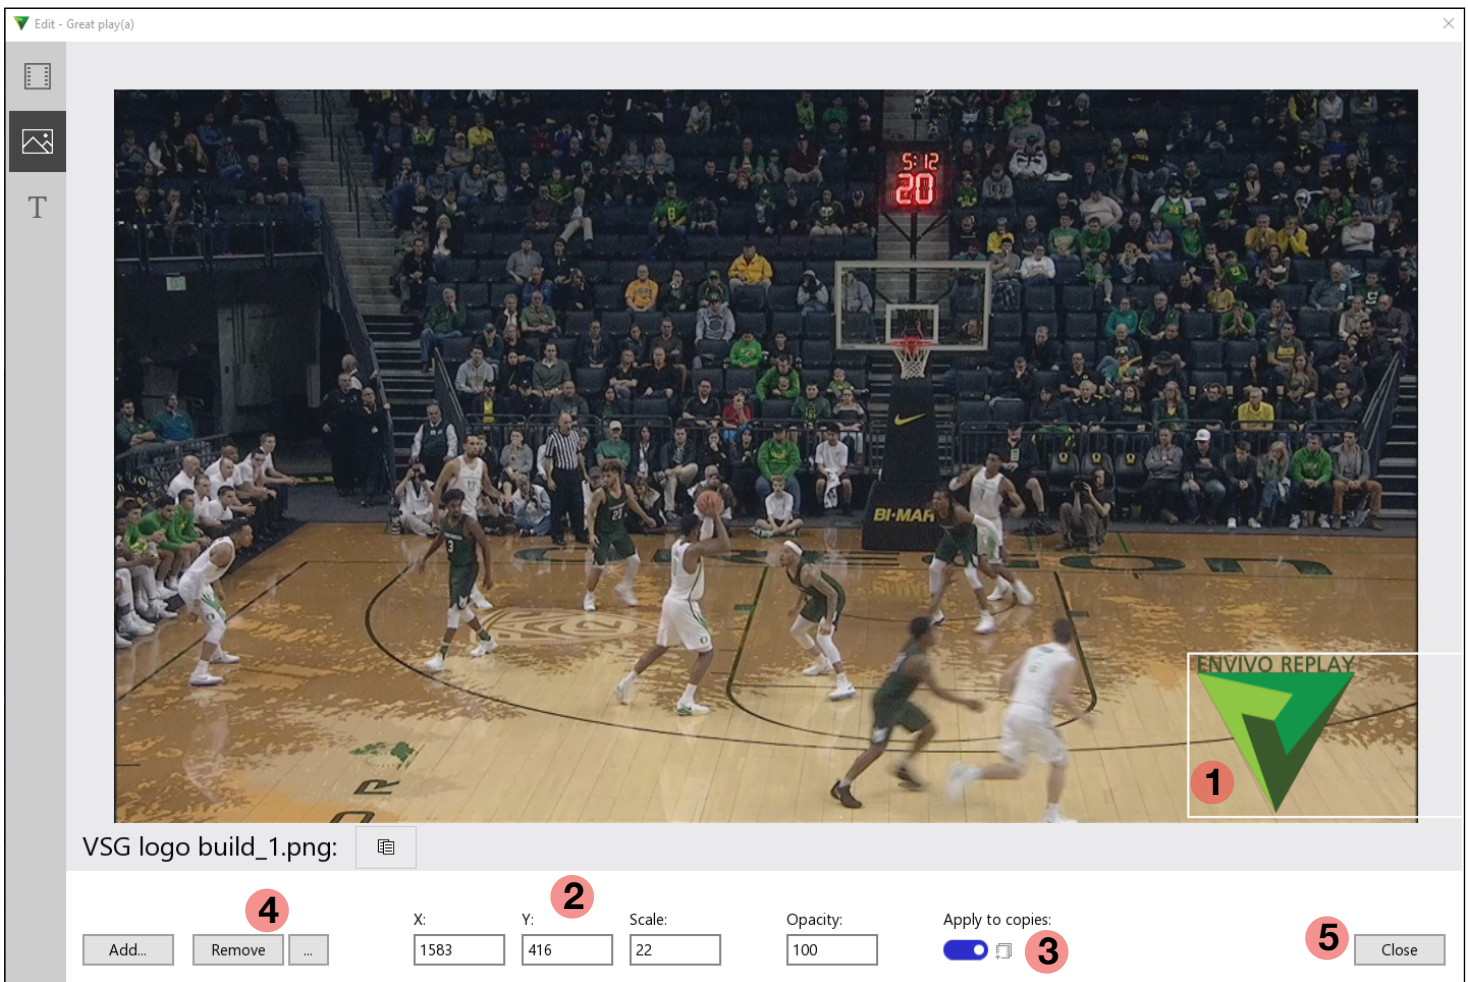 Edit - Great play(a)
T
5:12
20
BI-MAR
ENVIVO REPLAY
1
VSG logo build_1.png:
4
2
X:
Y:
Scale:
Opacity:
Apply to copies:
Add...
Remove
...
1583
416
22
100
3
5
Close